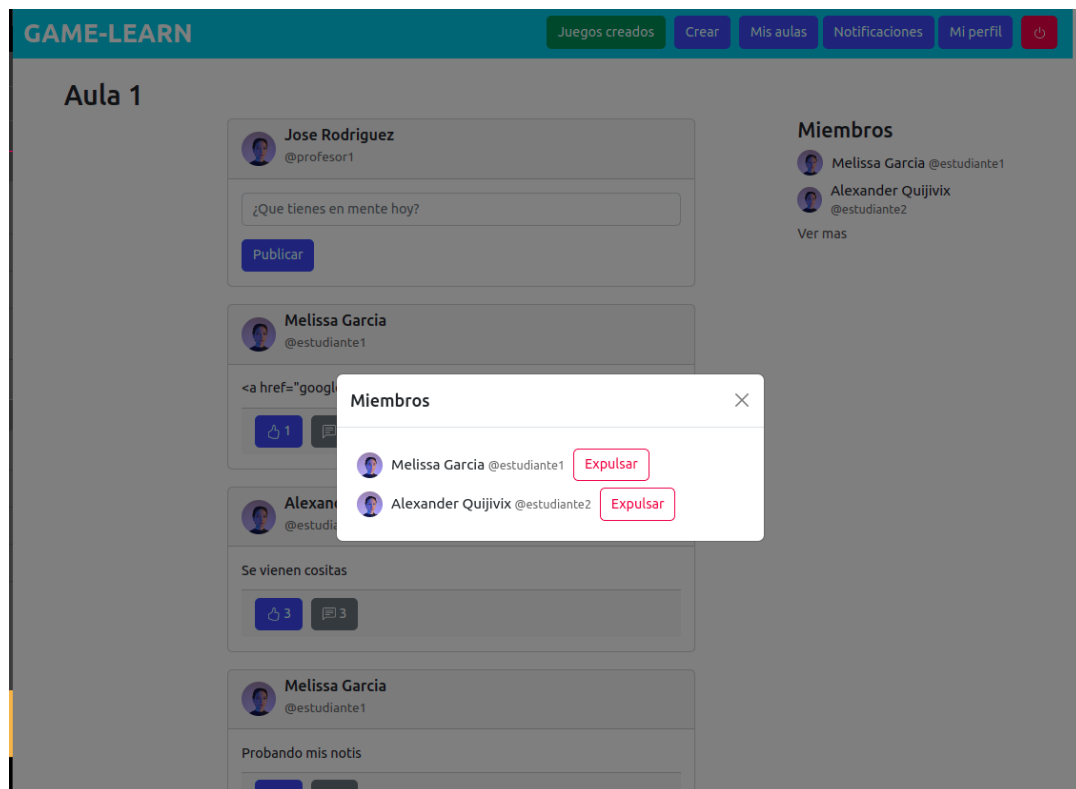 GAME-LEARN
Juegos creados
Crear
Mis aulas
Notificaciones
Mi perfil
Aula 1
Jose Rodriguez
@profesor1
¿Que tienes en mente hoy?
Publicar
Miembros
Melissa Garcia @estudiante1
Alexander Quijivix
@estudiante2
Ver mas
Melissa Garcia
@estudiante1
<a href="googl
1
Miembros
Melissa Garcia @estudiante1 Expulsar
Alexander Quijivix @estudiante2 Expulsar
Alexan
@estudia
Se vienen cositas
3
3
Melissa Garcia
@estudiante1
Probando mis notis